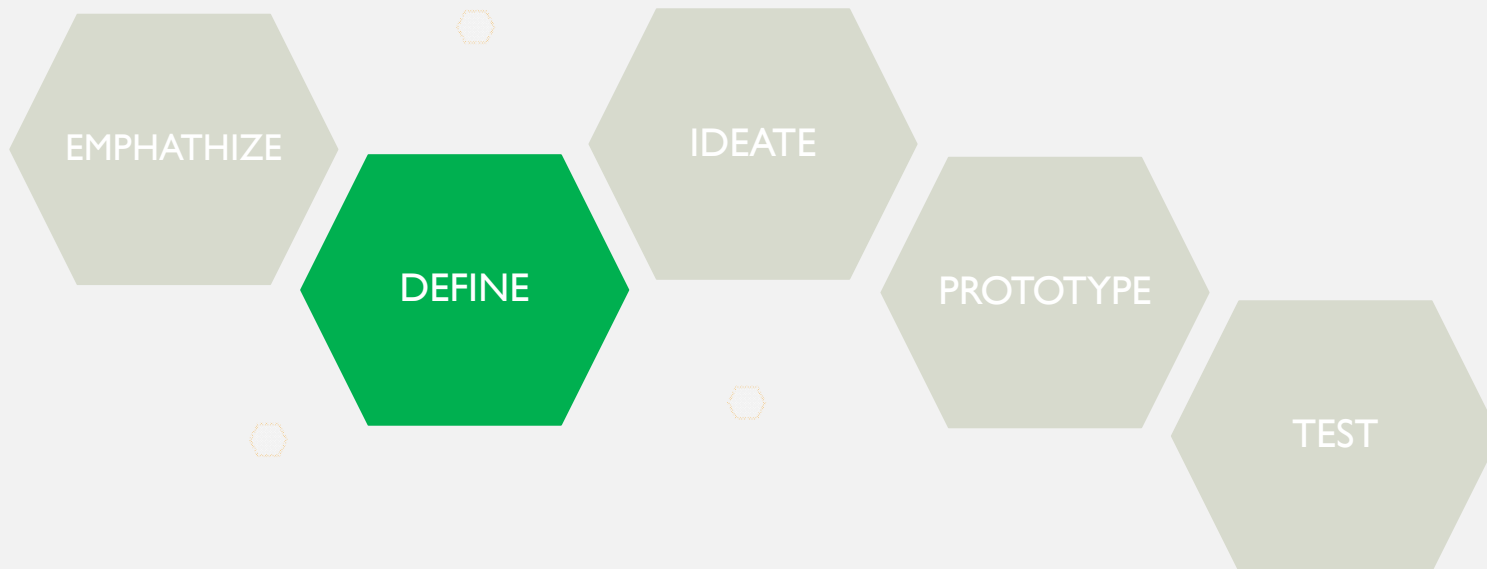 EMPHATHIZE
DEFINE
IDEATE
PROTOTYPE
TEST